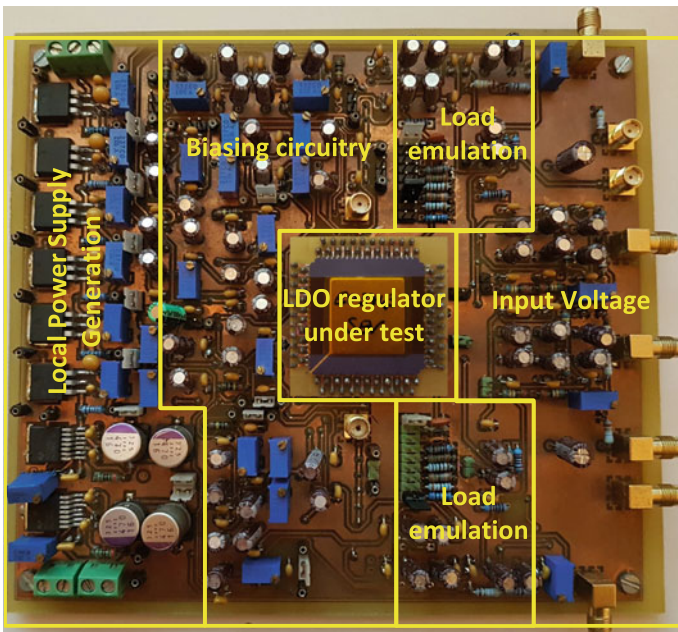 Local Power Supply
Generation
Biasing circuitry
Load
emulation
LDO regulator
under test
Input Voltage
Load
emulation